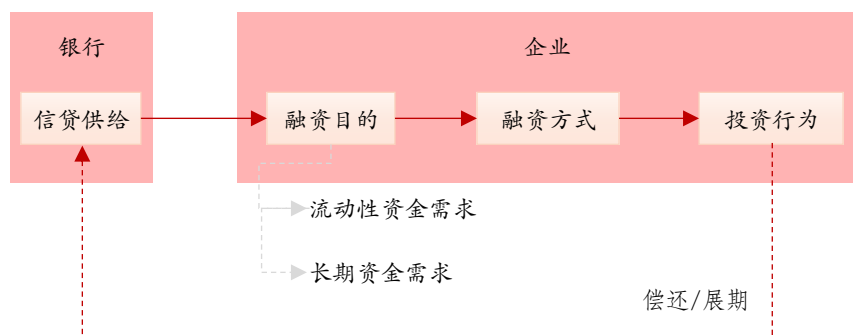 银行
企业
信贷供给
融资目的
融资方式
投资行为
流动性资金需求
长期资金需求
偿还/展期